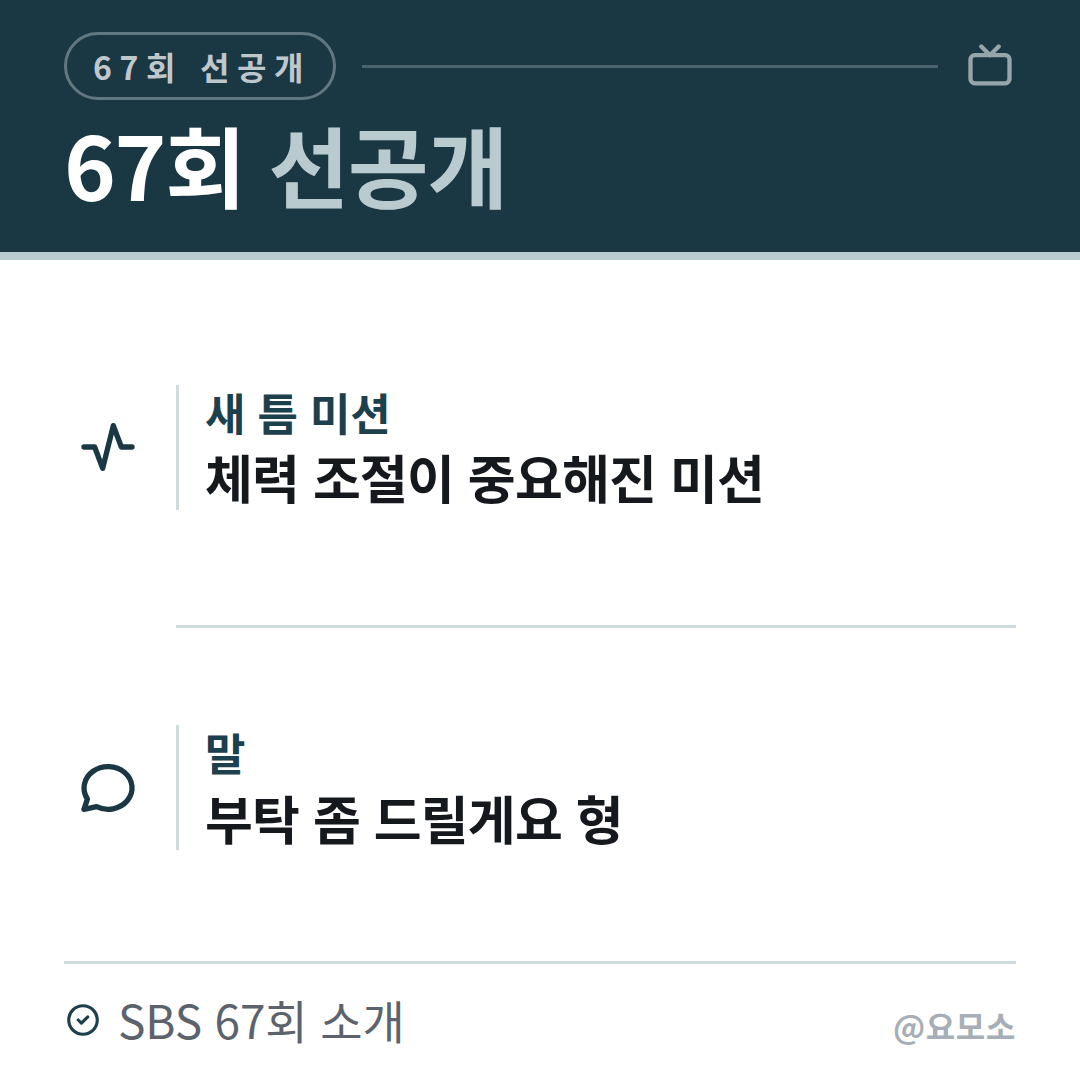 67회 선공개
67회 선공개
새 틈 미션
체력 조절이 중요해진 미션
말
부탁 좀 드릴게요 형
SBS 67회 소개
@요모소